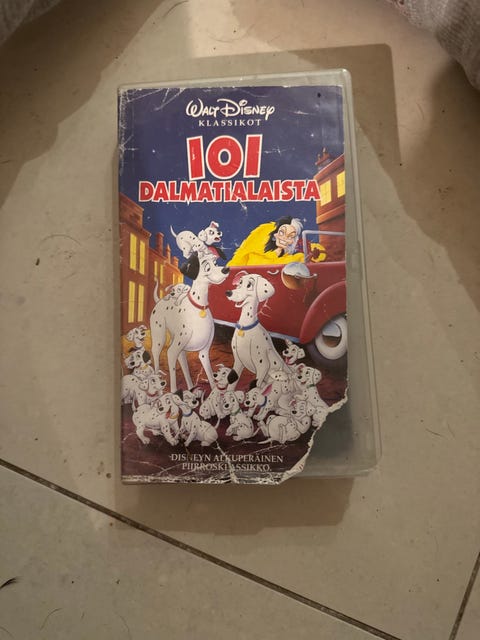 Walt Disney
KLASSIKOT
101
DALMATIALAISTA
DISNEYN ALKUPERÄINEN
PIIRROSKLASSIKKO.